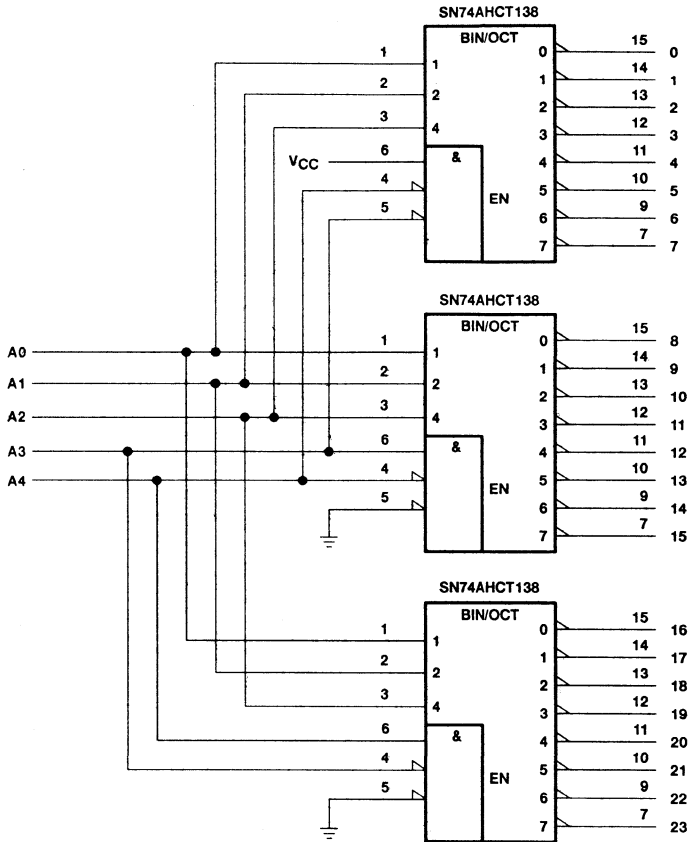 SN74AHCT138
BIN/OCT
1 1 0 15 0
2 2 1 14 1
3 4 2 13 2
3 12 3
VCC 6 & 4 11 4
4 EN 5 10 5
5 6 9 6
7 7 7
SN74AHCT138
BIN/OCT
A0 1 1 0 15 8
A1 2 2 1 14 9
A2 3 4 2 13 10
3 12 11
A3 6 & 4 11 12
A4 4 EN 5 10 13
5 6 9 14
7 7 15
SN74AHCT138
BIN/OCT
1 1 0 15 16
2 2 1 14 17
3 4 2 13 18
3 12 19
6 & 4 11 20
4 EN 5 10 21
5 6 9 22
7 7 23